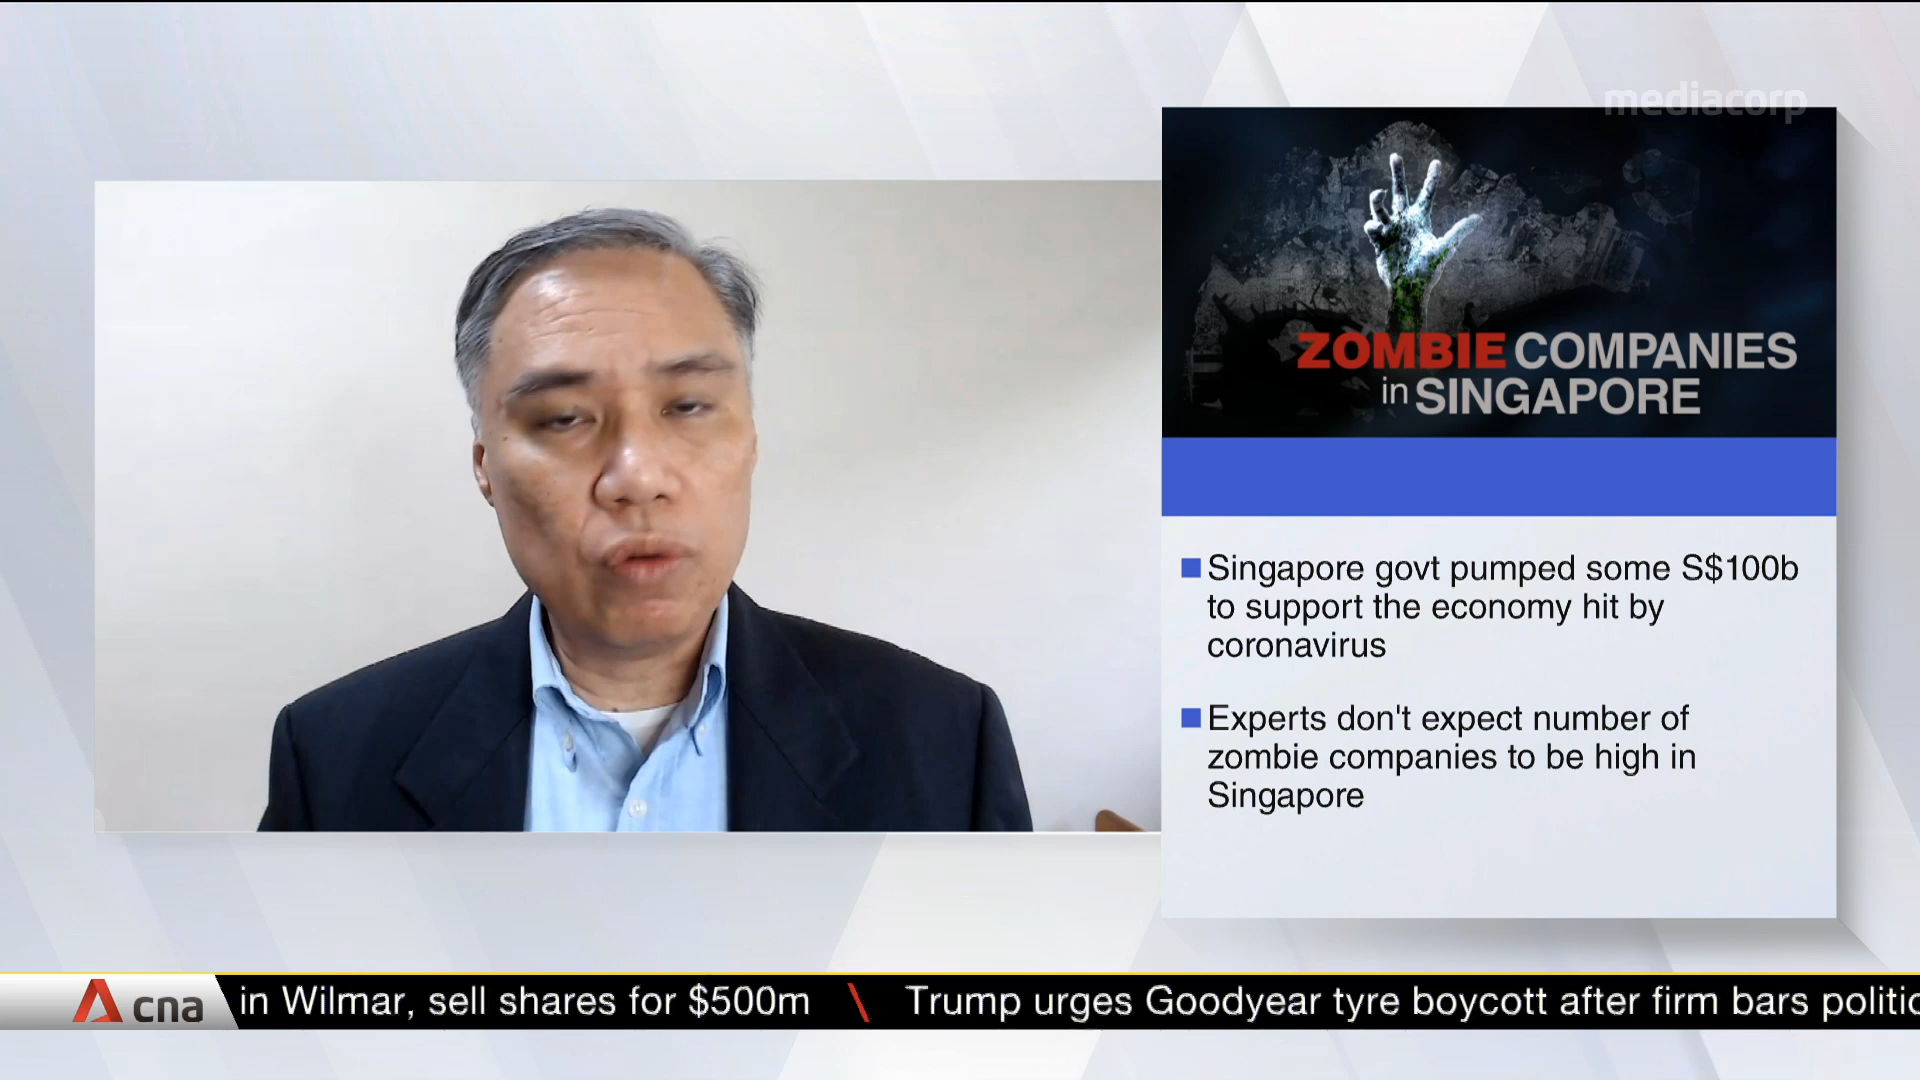 mediacorp
ZOMBIE COMPANIES
in SINGAPORE
Singapore govt pumped some S$100b
to support the economy hit by
coronavirus
Experts don't expect number of
zombie companies to be high in
Singapore
cna
in Wilmar, sell shares for $500m \ Trump urges Goodyear tyre boycott after firm bars politic